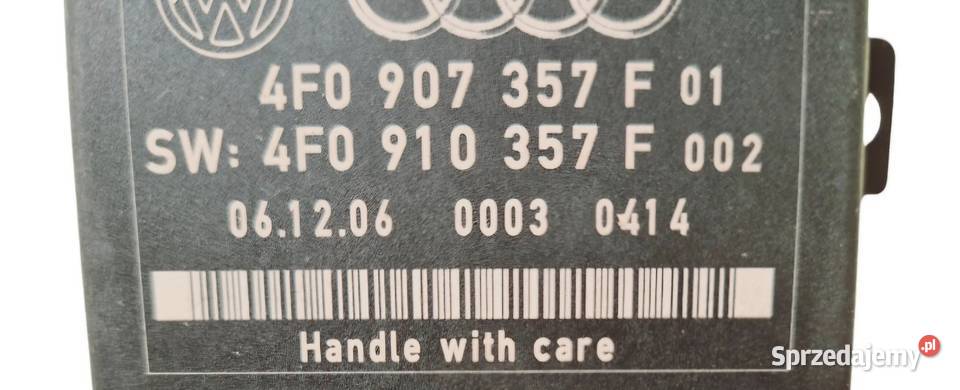 4F0 907 357 F 01
SW: 4F0 910 357 F 002
06.12.06 0003 0414
Handle with care
Sprzedajemy.pl